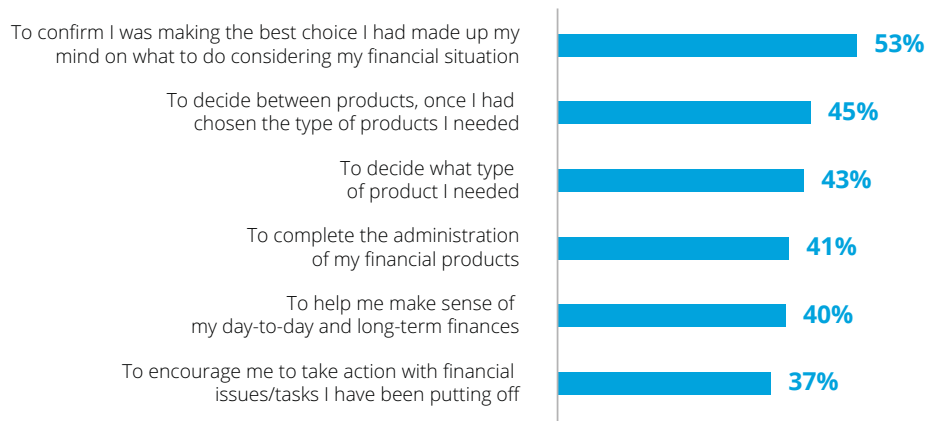 To confirm I was making the best choice I had made up my
mind on what to do considering my financial situation
53%
To decide between products, once I had
chosen the type of products I needed
45%
To decide what type
of product I needed
43%
To complete the administration
of my financial products
41%
To help me make sense of
my day-to-day and long-term finances
40%
To encourage me to take action with financial
issues/tasks I have been putting off
37%